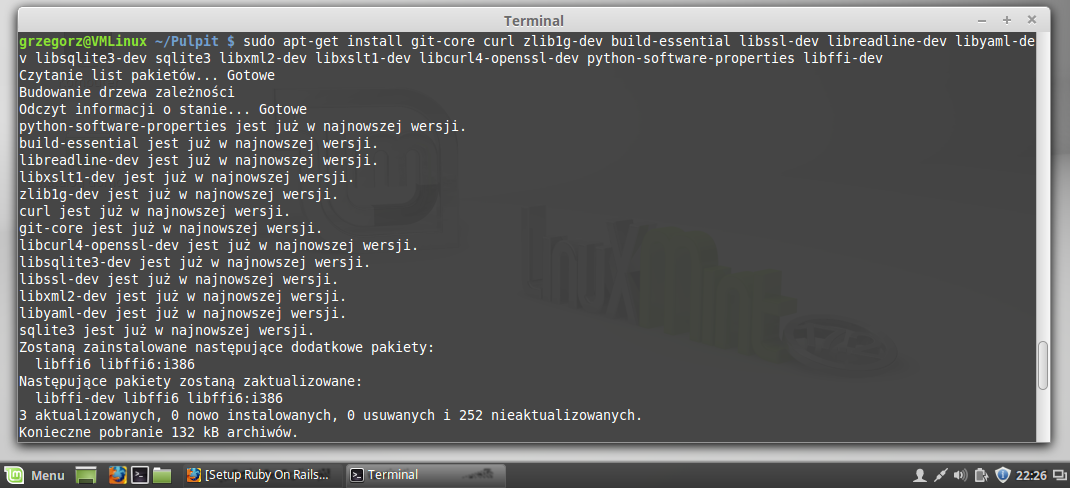 Terminal
grzegorz@VMLinux ~/Pulpit $ sudo apt-get install git-core curl zlib1g-dev build-essential libssl-dev libreadline-dev libyaml-de
v libsqlite3-dev sqlite3 libxml2-dev libxslt1-dev libcurl4-openssl-dev python-software-properties libffi-dev
Czytanie list pakietów... Gotowe
Budowanie drzewa zależności
Odczyt informacji o stanie... Gotowe
python-software-properties jest już w najnowszej wersji.
build-essential jest już w najnowszej wersji.
libreadline-dev jest już w najnowszej wersji.
libxslt1-dev jest już w najnowszej wersji.
zlib1g-dev jest już w najnowszej wersji.
curl jest już w najnowszej wersji.
git-core jest już w najnowszej wersji.
libcurl4-openssl-dev jest już w najnowszej wersji.
libsqlite3-dev jest już w najnowszej wersji.
libssl-dev jest już w najnowszej wersji.
libxml2-dev jest już w najnowszej wersji.
libyaml-dev jest już w najnowszej wersji.
sqlite3 jest już w najnowszej wersji.
Zostaną zainstalowane następujące dodatkowe pakiety:
libffi6 libffi6:i386
Następujące pakiety zostaną zaktualizowane:
libffi-dev libffi6 libffi6:i386
3 aktualizowanych, 0 nowo instalowanych, 0 usuwanych i 252 nieaktualizowanych.
Konieczne pobranie 132 kB archiwów.
Linux Mint
Menu
[Setup Ruby On Rails...
Terminal
22:26